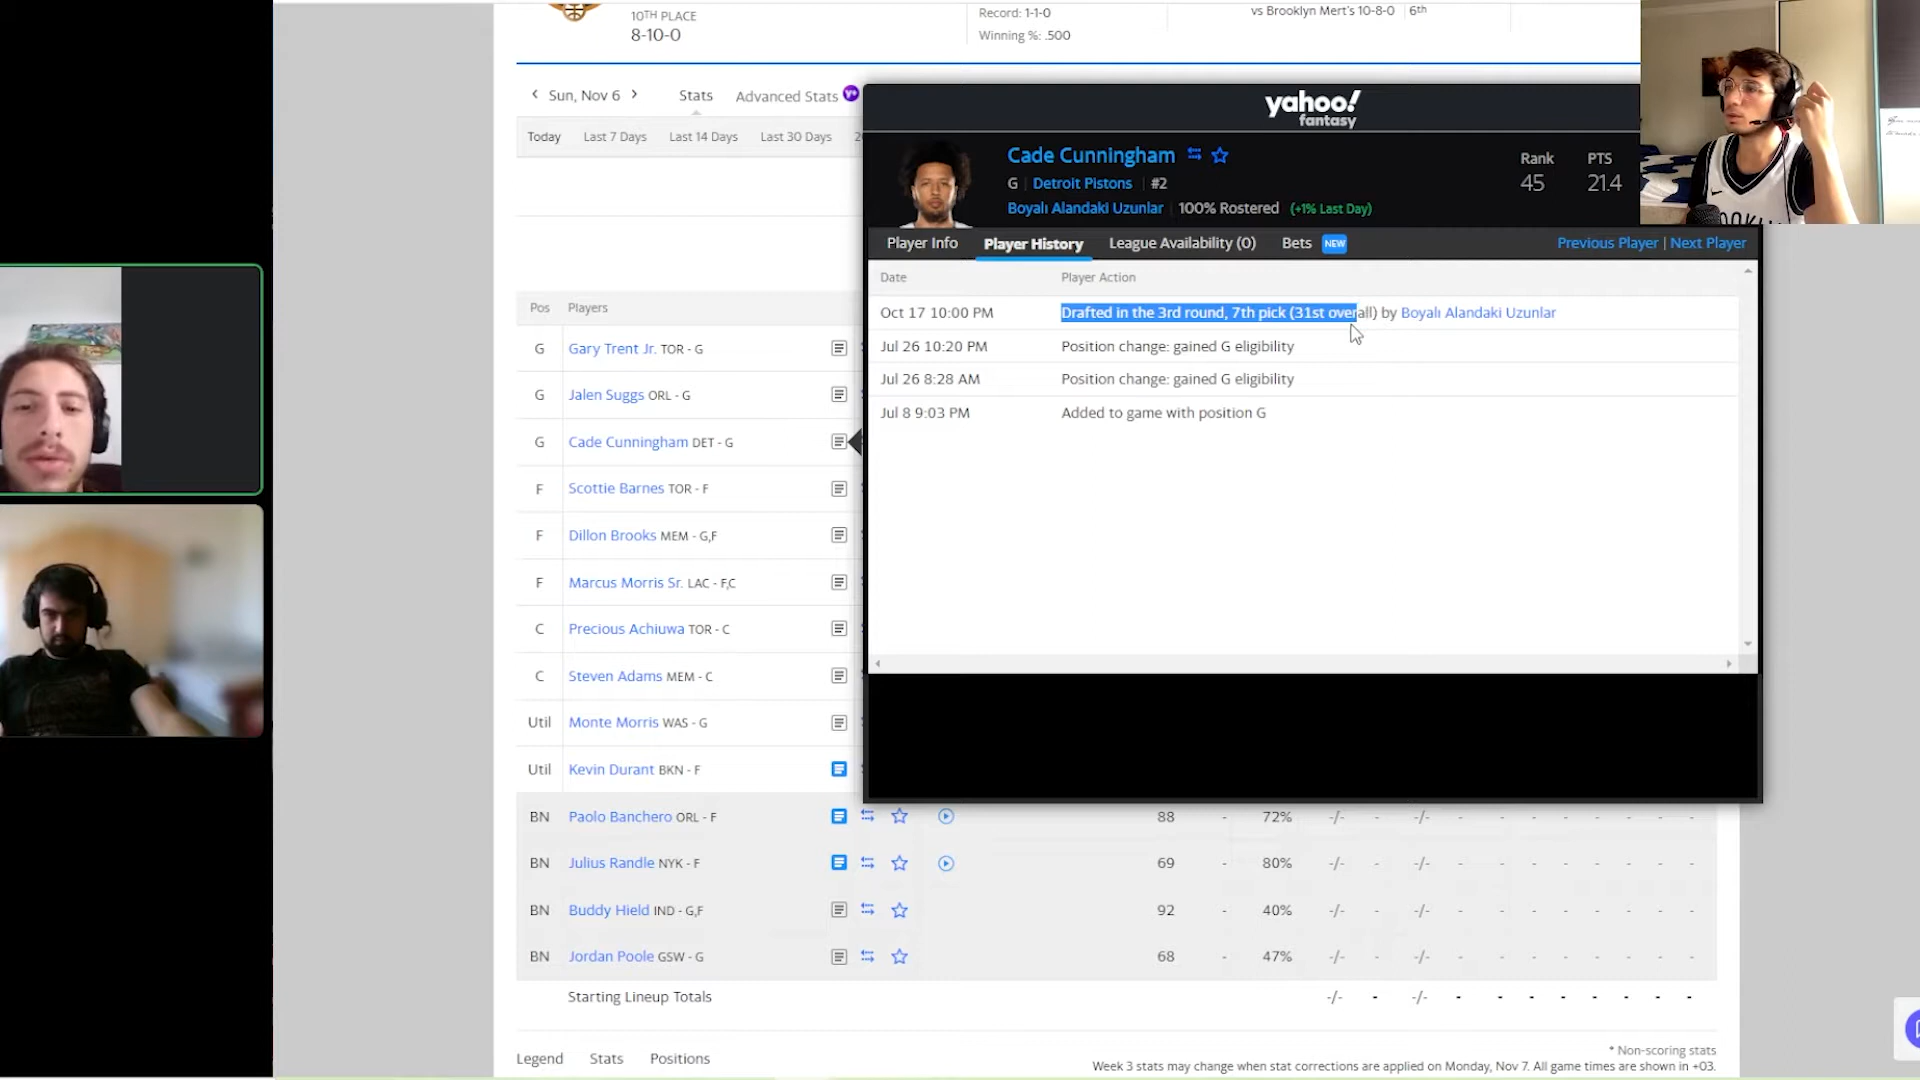 10TH PLACE
8-10-0
Record: 1-1-0
Winning %: .500
vs Brooklyn Mert's 10-8-0 6th
Sun, Nov 6 Stats Advanced Stats
Today Last 7 Days Last 14 Days Last 30 Days
yahoo!
fantasy
Cade Cunningham
G Detroit Pistons #2
Boyalı Alandaki Uzunlar 100% Rostered (+1% Last Day)
Rank PTS
45 21.4
Player Info Player History League Availability (0) Bets NEW Previous Player | Next Player
Date Player Action
Oct 17 10:00 PM Drafted in the 3rd round, 7th pick (31st overall) by Boyalı Alandaki Uzunlar
Jul 26 10:20 PM Position change: gained G eligibility
Jul 26 8:28 AM Position change: gained G eligibility
Jul 8 9:03 PM Added to game with position G
Pos Players
G Gary Trent Jr. TOR - G
G Jalen Suggs ORL - G
G Cade Cunningham DET - G
F Scottie Barnes TOR - F
F Dillon Brooks MEM - G,F
F Marcus Morris Sr. LAC - F,C
C Precious Achiuwa TOR - C
C Steven Adams MEM - C
Util Monte Morris WAS - G
Util Kevin Durant BKN - F
BN Paolo Banchero ORL - F 88 - 72% -/- - -/- - - - - - - -
BN Julius Randle NYK - F 69 - 80% -/- - -/- - - - - - - -
BN Buddy Hield IND - G,F 92 - 40% -/- - -/- - - - - - - -
BN Jordan Poole GSW - G 68 - 47% -/- - -/- - - - - - - -
Starting Lineup Totals -/- - -/- - - - - - - -
Legend Stats Positions
* Non-scoring stats
Week 3 stats may change when stat corrections are applied on Monday, Nov 7. All game times are shown in +03.